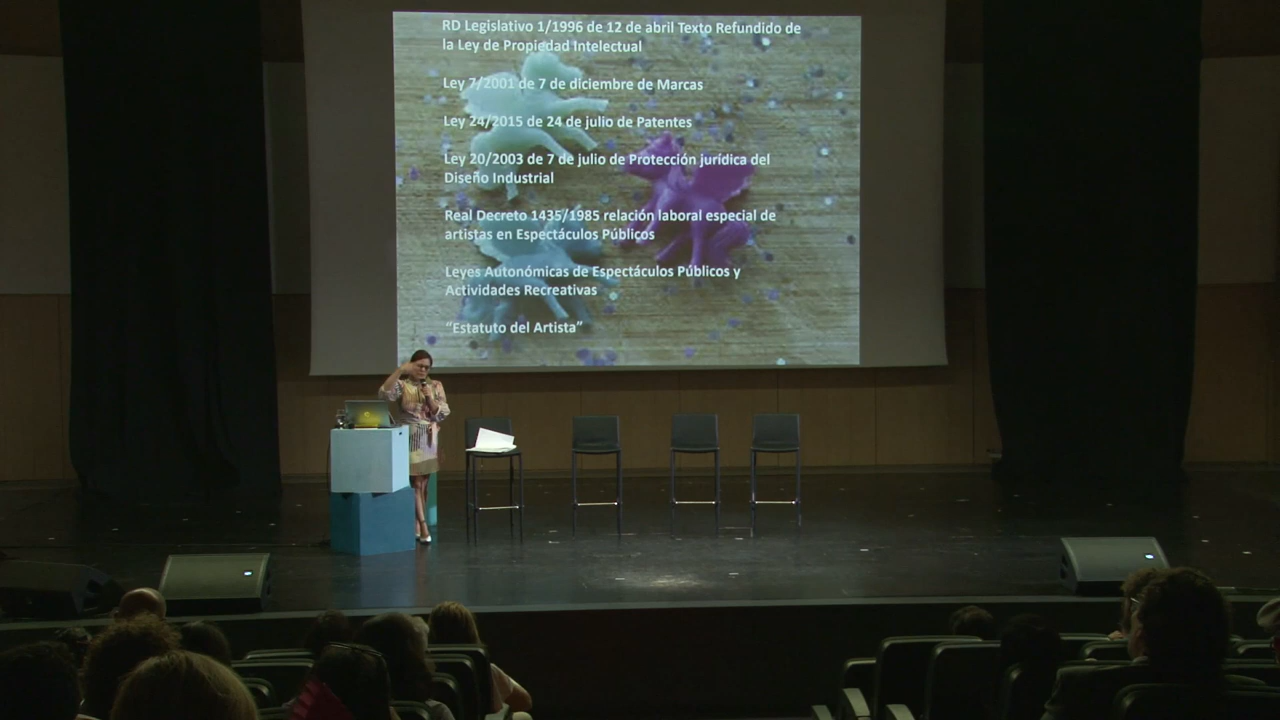 RD Legislativo 1/1996 de 12 de abril Texto Refundido de
la Ley de Propiedad Intelectual
Ley 7/2001 de 7 de diciembre de Marcas
Ley 24/2015 de 24 de julio de Patentes
Ley 20/2003 de 7 de julio de Protección jurídica del
Diseño Industrial
Real Decreto 1435/1985 relación laboral especial de
artistas en Espectáculos Públicos
Leyes Autonómicas de Espectáculos Públicos y
Actividades Recreativas
“Estatuto del Artista”